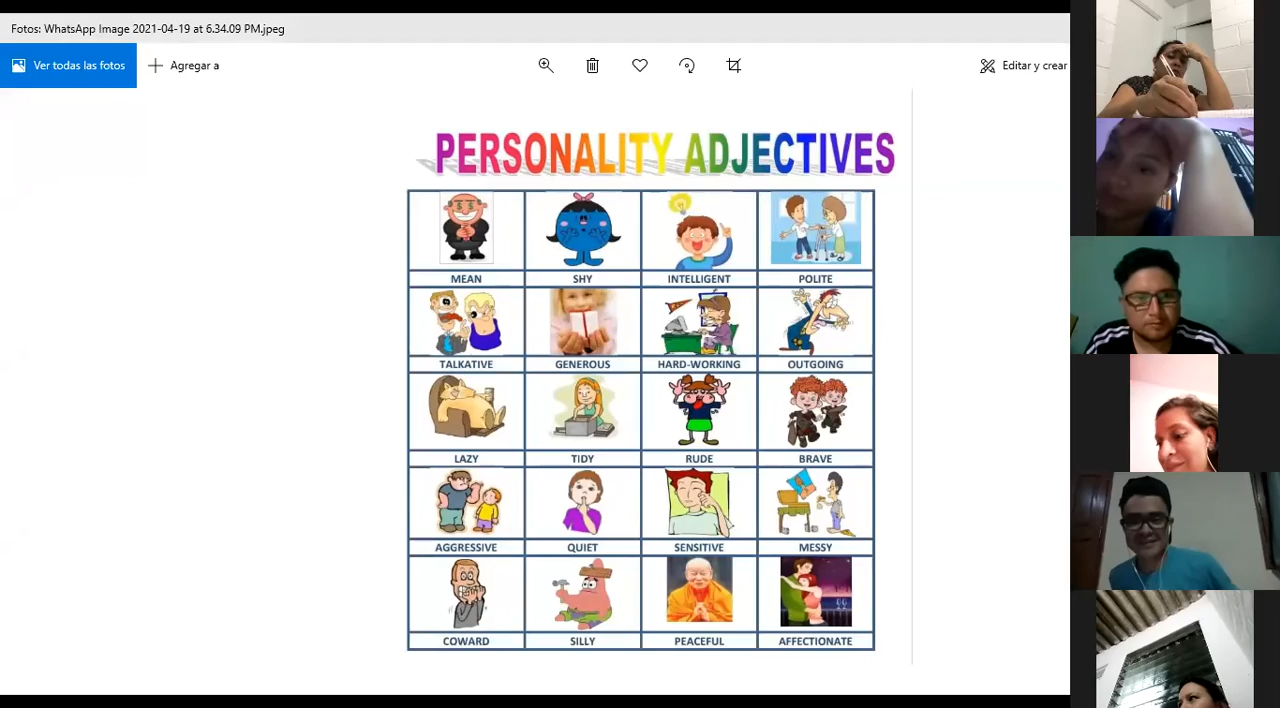 Fotos: WhatsApp Image 2021-04-19 at 6.34.09 PM.jpeg
Ver todas las fotos
Agregar a
Editar y crear
PERSONALITY ADJECTIVES
MEAN SHY INTELLIGENT POLITE
TALKATIVE GENEROUS HARD-WORKING OUTGOING
LAZY TIDY RUDE BRAVE
AGGRESSIVE QUIET SENSITIVE MESSY
COWARD SILLY PEACEFUL AFFECTIONATE